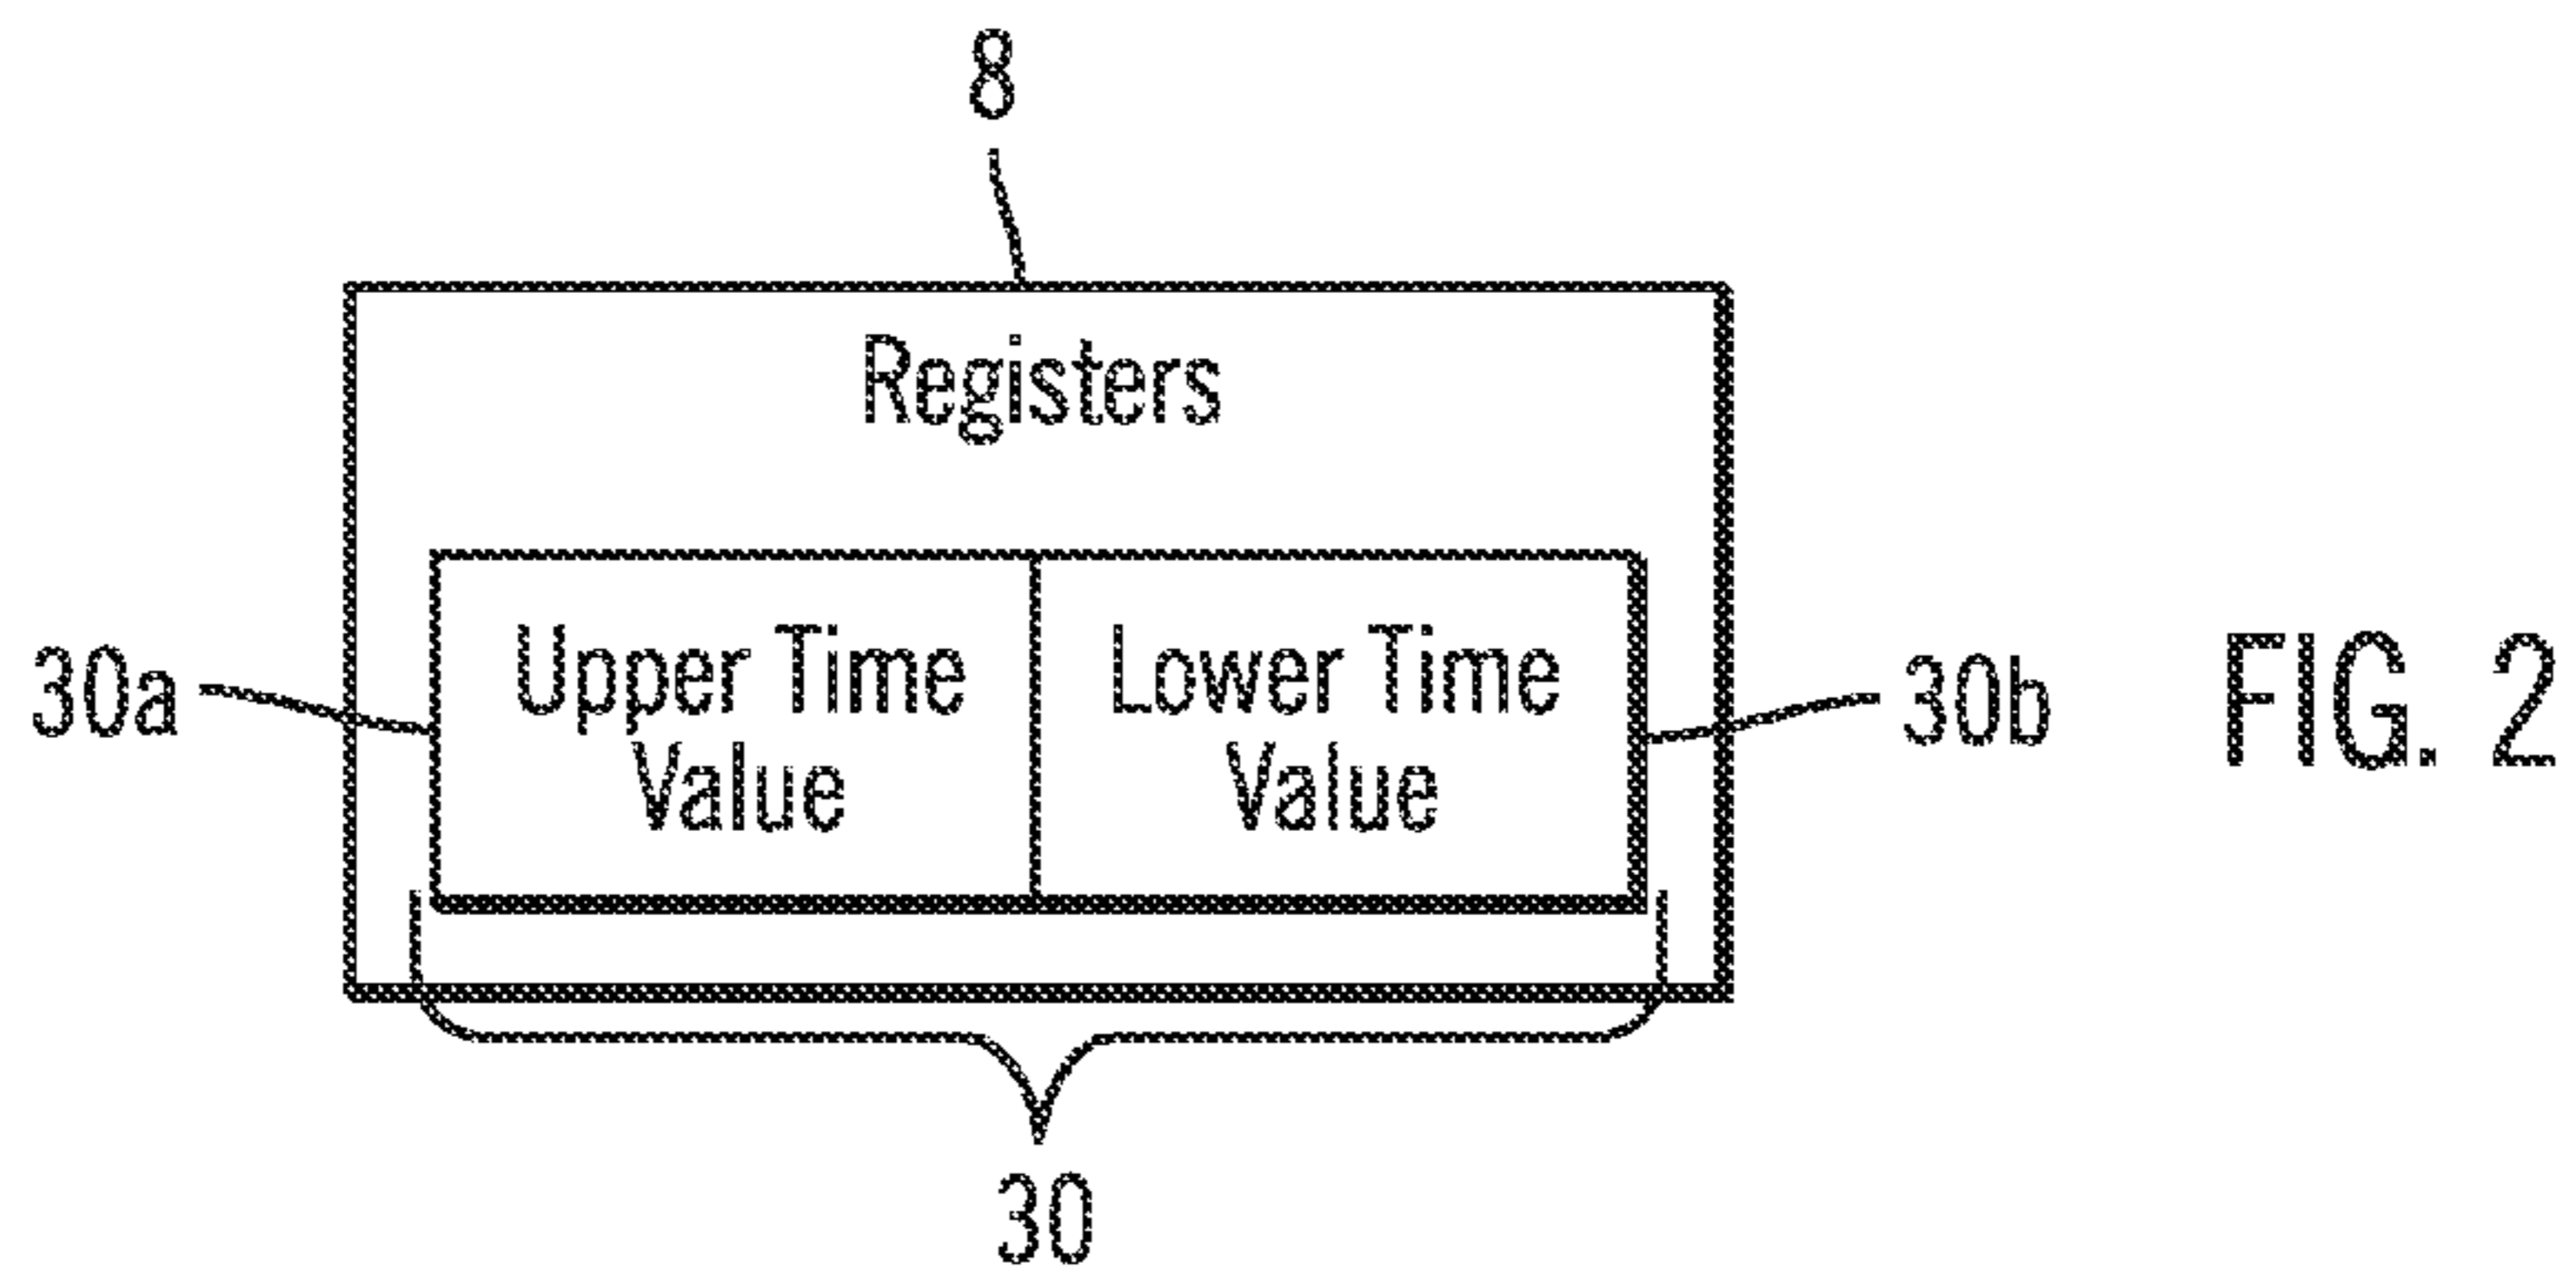 8
Registers
30a
Upper Time
Value
Lower Time
Value
30b
30
FIG. 2